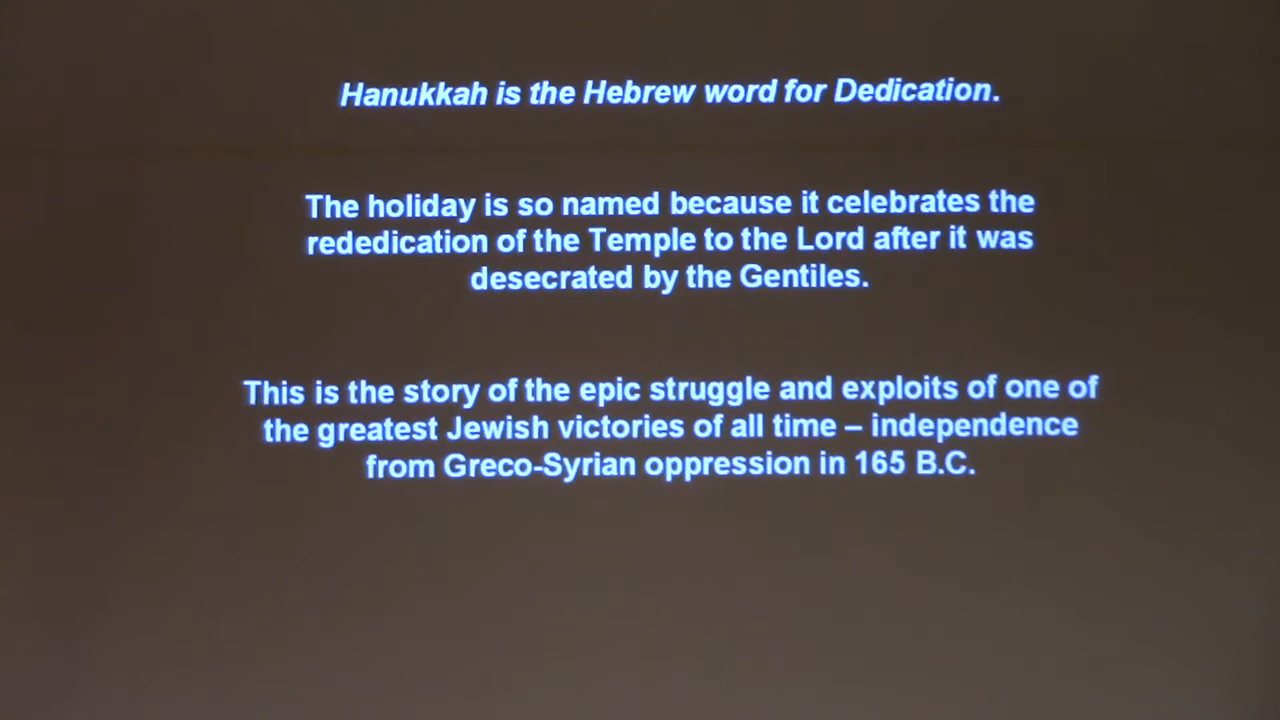 Hanukkah is the Hebrew word for Dedication.
The holiday is so named because it celebrates the
rededication of the Temple to the Lord after it was
desecrated by the Gentiles.
This is the story of the epic struggle and exploits of one of
the greatest Jewish victories of all time – independence
from Greco-Syrian oppression in 165 B.C.